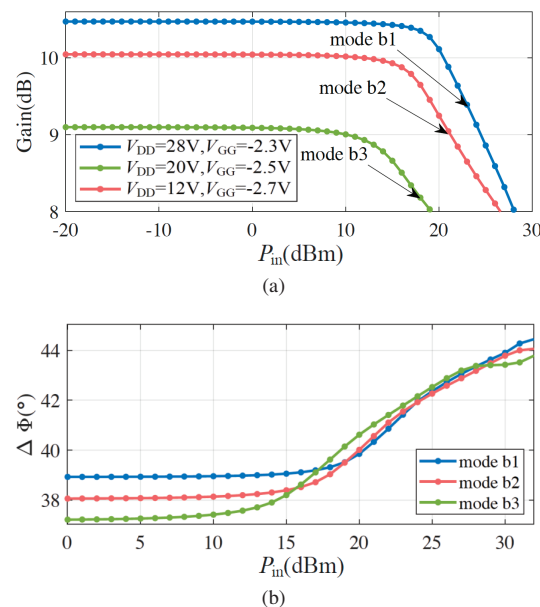 10
9
8
Gain(dB)
mode b1
mode b2
mode b3
V_DD=28V,V_GG=-2.3V
V_DD=20V,V_GG=-2.5V
V_DD=12V,V_GG=-2.7V
-20 -10 0 10 20 30
P_in(dBm)
(a)
44
42
40
38
Δ Φ(°)
mode b1
mode b2
mode b3
0 5 10 15 20 25 30
P_in(dBm)
(b)